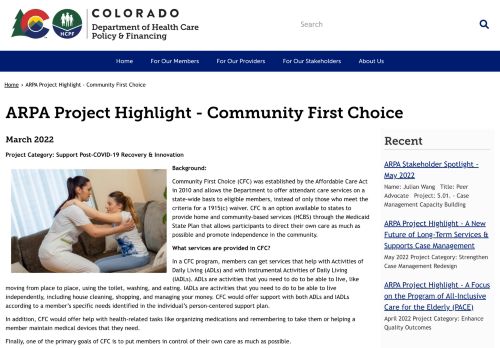 COLORADO
Department of Health Care
Policy & Financing
HCPF
Search
Home
For Our Members
For Our Providers
For Our Stakeholders
About Us
Home › ARPA Project Highlight - Community First Choice
ARPA Project Highlight - Community First Choice
March 2022
Project Category: Support Post-COVID-19 Recovery & Innovation
Background:
Community First Choice (CFC) was established by the Affordable Care Act
in 2010 and allows the Department to offer attendant care services on a
state-wide basis to eligible members, instead of only those who meet the
criteria for a 1915(c) waiver. CFC is an option available to states to
provide home and community-based services (HCBS) through the Medicaid
State Plan that allows participants to direct their own care as much as
possible and promote independence in the community.
What services are provided in CFC?
In a CFC program, members can get services that help with Activities of
Daily Living (ADLs) and with Instrumental Activities of Daily Living
(IADLs). ADLs are activities that you need to do to be able to live, like
moving from place to place, using the toilet, washing, and eating. IADLs are activities that you need to do to be able to live
independently, including house cleaning, shopping, and managing your money. CFC would offer support with both ADLs and IADLs
according to a member's specific needs identified in the individual's person-centered support plan.
In addition, CFC would offer help with health-related tasks like organizing medications and remembering to take them or helping a
member maintain medical devices that they need.
Finally, one of the primary goals of CFC is to put members in control of their own care as much as possible.
Recent
ARPA Stakeholder Spotlight -
May 2022
Name: Julian Wang Title: Peer
Advocate Project: 5.01. -
Case Management
Capacity Building
ARPA Project Highlight - A New
Future of Long-Term Services &
Supports Case Management
May 2022 Project Category: Strengthen
Case Management Redesign
ARPA Project Highlight - A Focus
on the Program of All-Inclusive
Care for the Elderly (PACE)
April 2022 Project Category: Enhance
Quality Outcomes